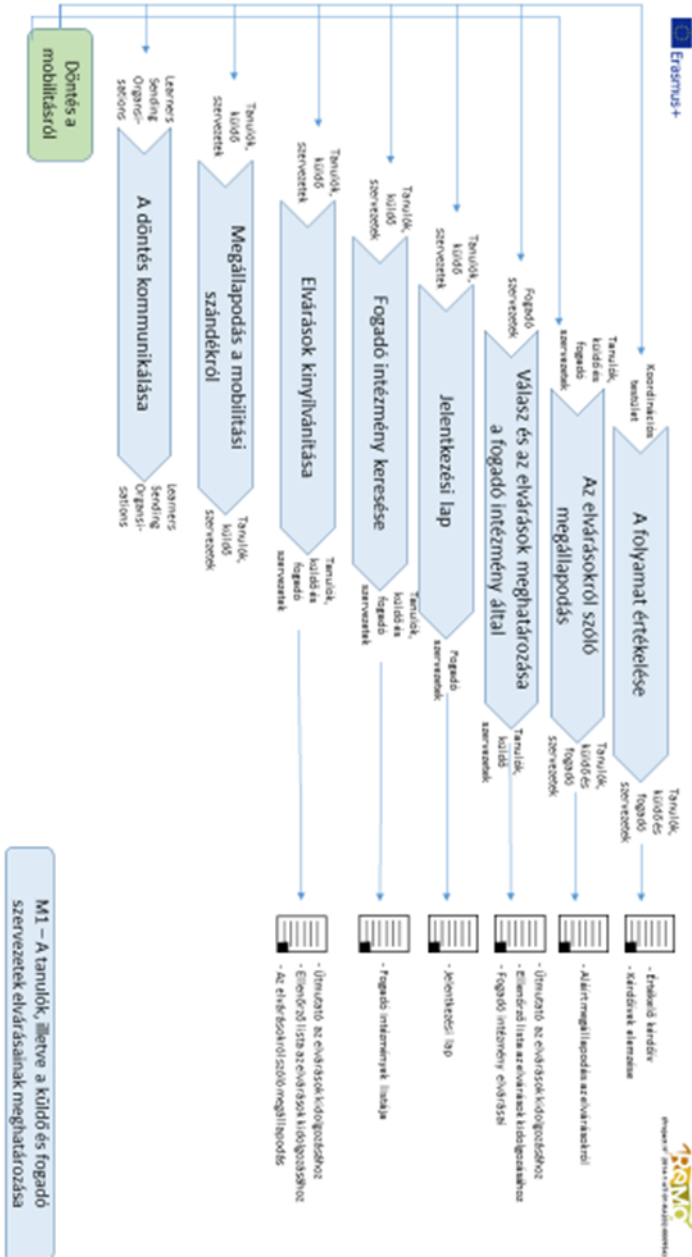 Erasmus+
ReMo
Döntés a
mobilitásról
Learners
Sending
Organsi-
sations
A döntés kommunikálása
Learners
Sending
Organsi-
sations
Tanulók,
küldő
szervezetek
Megállapodás a mobilitási
szándékról
Tanulók,
küldő
szervezetek
Tanulók,
küldő
szervezetek
Elvárások kinyilvánítása
Tanulók,
küldő és
fogadó
szervezetek
- Útmutató az elvárások kidolgozásához
- Ellenőrző lista az elvárások kidolgozásához
- Az elvárásokról szóló megállapodás
Tanulók,
küldő
szervezetek
Fogadó intézmény keresése
Tanulók,
küldő és
fogadó
szervezetek
- Fogadó intézmények listája
Tanulók,
küldő
szervezetek
Jelentkezési lap
Fogadó
szervezetek
- Jelentkezési lap
Fogadó
szervezetek
Válasz és az elvárások meghatározása
a fogadó intézmény által
Tanulók,
küldő
szervezetek
- Útmutató az elvárások kidolgozásához
- Ellenőrző lista az elvárások kidolgozásához
- Fogadó intézmény elvárásai
Tanulók,
küldő és
fogadó
szervezetek
Az elvárásokról szóló
megállapodás
Tanulók,
küldő és
fogadó
szervezetek
- Aláírt megállapodás az elvárásokról
Koordinációs
testület
A folyamat értékelése
Tanulók,
küldő és
fogadó
szervezetek
- Értékelő kérdőív
- Kérdőívek elemzése
M1 – A tanulók, illetve a küldő és fogadó
szervezetek elvárásainak meghatározása